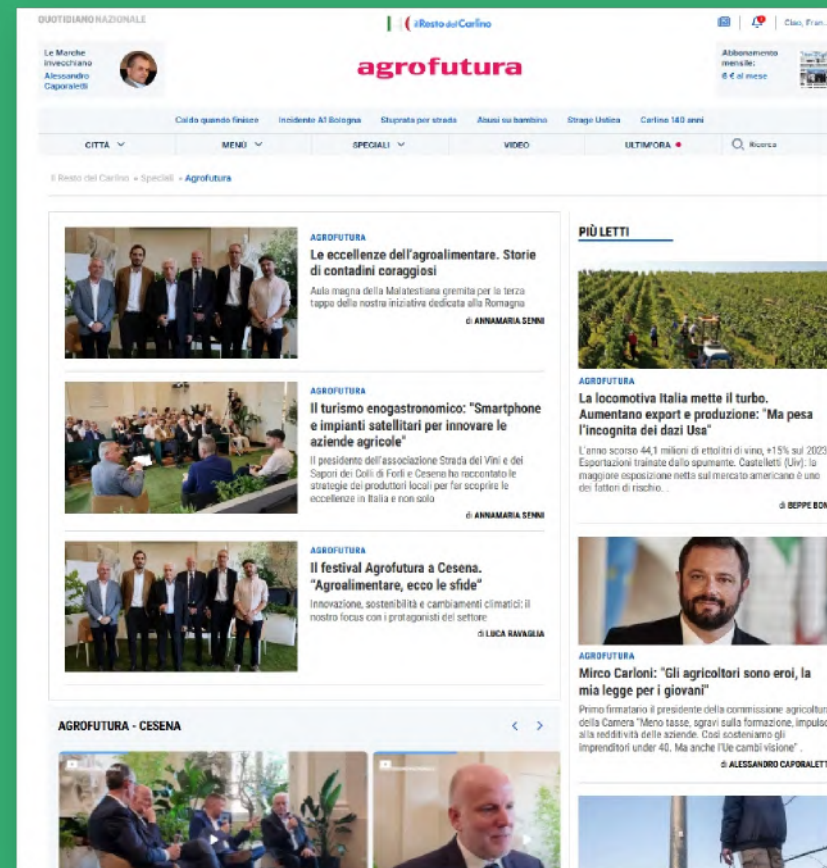 QUOTIDIANO NAZIONALE
il Resto del Carlino
Ciao, Fran...
Le Marche
invecchiano
Alessandro
Caporaletti
agrofutura
Abbonamento
mensile:
6 € al mese
Caldo quando finisce
Incidente A1 Bologna
Stuprata per strada
Abusi su bambino
Strage Ustica
Carlino 140 anni
CITTÀ
MENÙ
SPECIALI
VIDEO
ULTIM'ORA
Ricerca
Il Resto del Carlino » Speciali » Agrofutura
AGROFUTURA
Le eccellenze dell'agroalimentare. Storie
di contadini coraggiosi
Aula magna della Malatestiana gremita per la terza
tappa della nostra iniziativa dedicata alla Romagna
di ANNAMARIA SENNI
AGROFUTURA
Il turismo enogastronomico: "Smartphone
e impianti satellitari per innovare le
aziende agricole"
Il presidente dell'associazione Strada dei Vini e dei
Sapori dei Colli di Forlì e Cesena ha raccontato le
strategie dei produttori locali per far scoprire le
eccellenze in Italia e non solo
di ANNAMARIA SENNI
AGROFUTURA
Il festival Agrofutura a Cesena.
"Agroalimentare, ecco le sfide"
Innovazione, sostenibilità e cambiamenti climatici: il
nostro focus con i protagonisti del settore
di LUCA RAVAGLIA
AGROFUTURA - CESENA
PIÙ LETTI
AGROFUTURA
La locomotiva Italia mette il turbo.
Aumentano export e produzione: "Ma pesa
l'incognita dei dazi Usa"
L'anno scorso 44,1 milioni di ettolitri di vino, +15% sul 2023
Esportazioni trainate dallo spumante. Castelletti (Uiv): la
maggiore esposizione netta sul mercato americano è uno
dei fattori di rischio...
di BEPPE BON
AGROFUTURA
Mirco Carloni: "Gli agricoltori sono eroi, la
mia legge per i giovani"
Primo firmatario il presidente della commissione agricoltur
della Camera "Meno tasse, sgravi sulla formazione, impulso
alla redditività delle aziende. Così sosteniamo gli
imprenditori under 40. Ma anche l'Ue cambi visione" .
di ALESSANDRO CAPORALETT